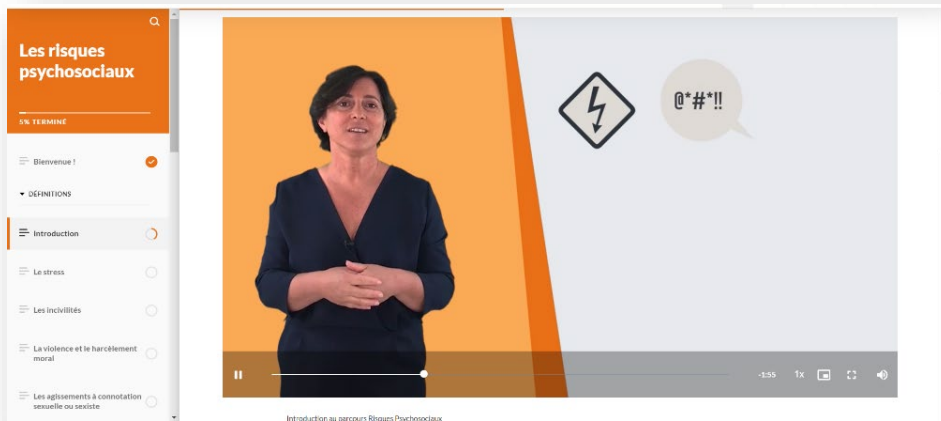 Les risques
psychosociaux
5% TERMINÉ
Bienvenue !
DÉFINITIONS
Introduction
Le stress
Les incivilités
La violence et le harcèlement
moral
Les agissements à connotation
sexuelle ou sexiste
@*#*!!
-1:55 1x
Introduction au parcours Risques Psychosociaux